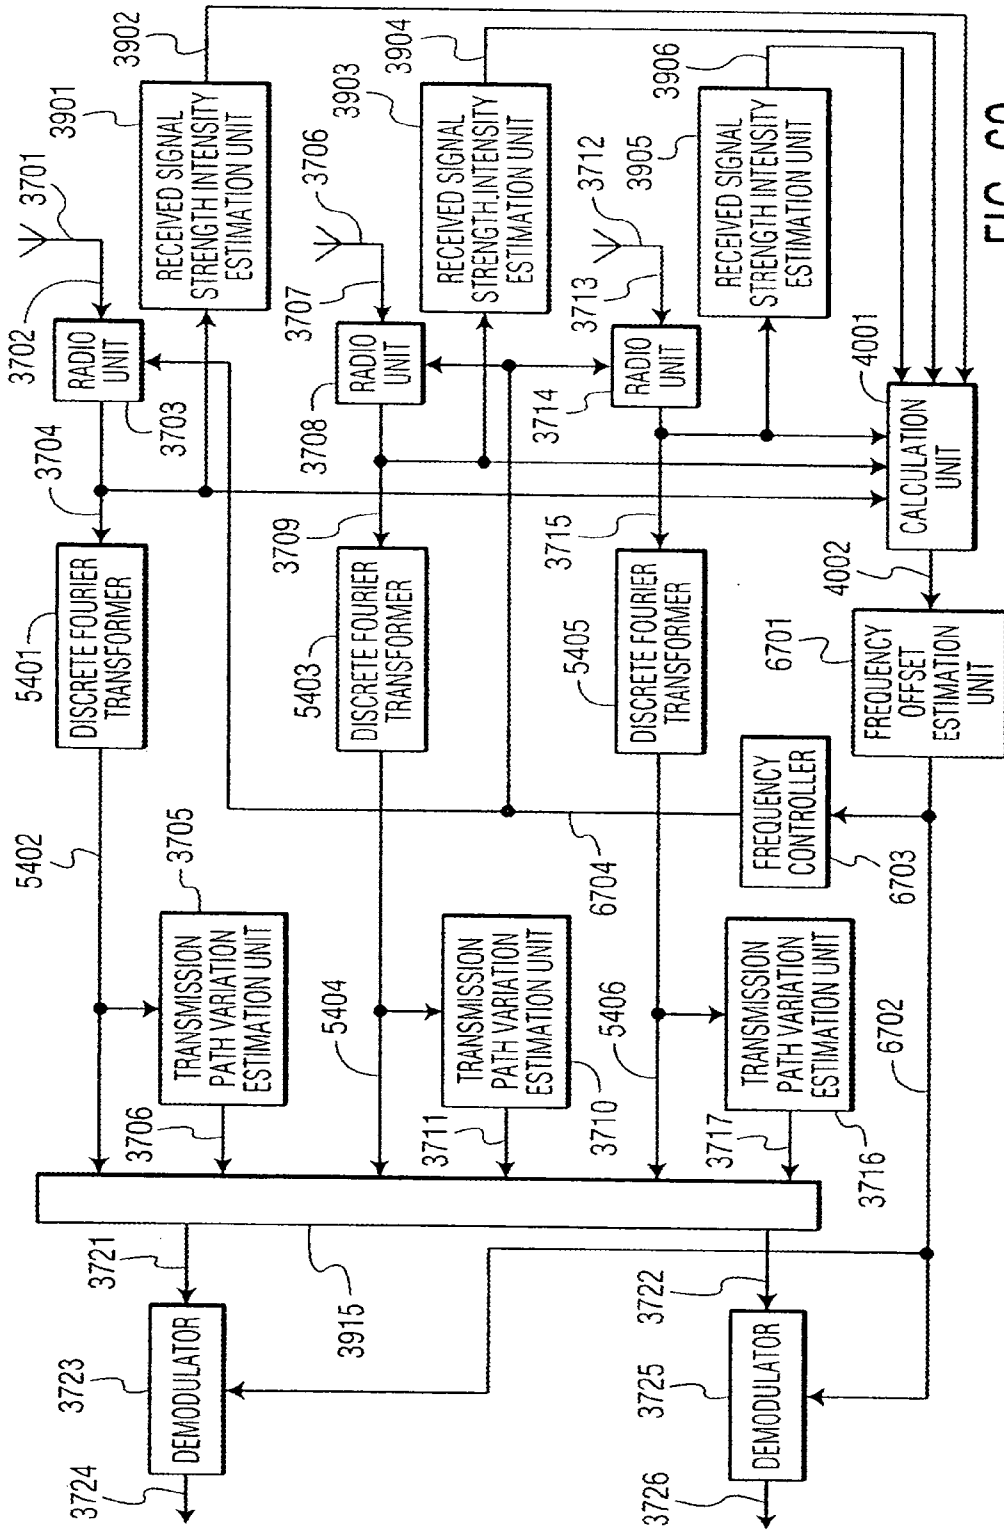 3701
3702
RADIO
UNIT
3703
3704
3901
RECEIVED SIGNAL
STRENGTH INTENSITY
ESTIMATION UNIT
3902
5401
DISCRETE FOURIER
TRANSFORMER
5402
3705
TRANSMISSION
PATH VARIATION
ESTIMATION UNIT
3706
3721
3723
DEMODULATOR
3724
3706
3707
RADIO
UNIT
3708
3709
3903
RECEIVED SIGNAL
STRENGTH.INTENSITY
ESTIMATION UNIT
3904
5403
DISCRETE FOURIER
TRANSFORMER
5404
TRANSMISSION
PATH VARIATION
ESTIMATION UNIT
3710
3711
3915
3712
3713
RADIO
UNIT
3714
3715
3905
RECEIVED SIGNAL
STRENGTH INTENSITY
ESTIMATION UNIT
3906
5405
DISCRETE FOURIER
TRANSFORMER
5406
TRANSMISSION
PATH VARIATION
ESTIMATION UNIT
3716
3717
3722
3725
DEMODULATOR
3726
4001
CALCULATION
UNIT
4002
6701
FREQUENCY
OFFSET
ESTIMATION
UNIT
6702
FREQUENCY
CONTROLLER
6703
6704
FIG.